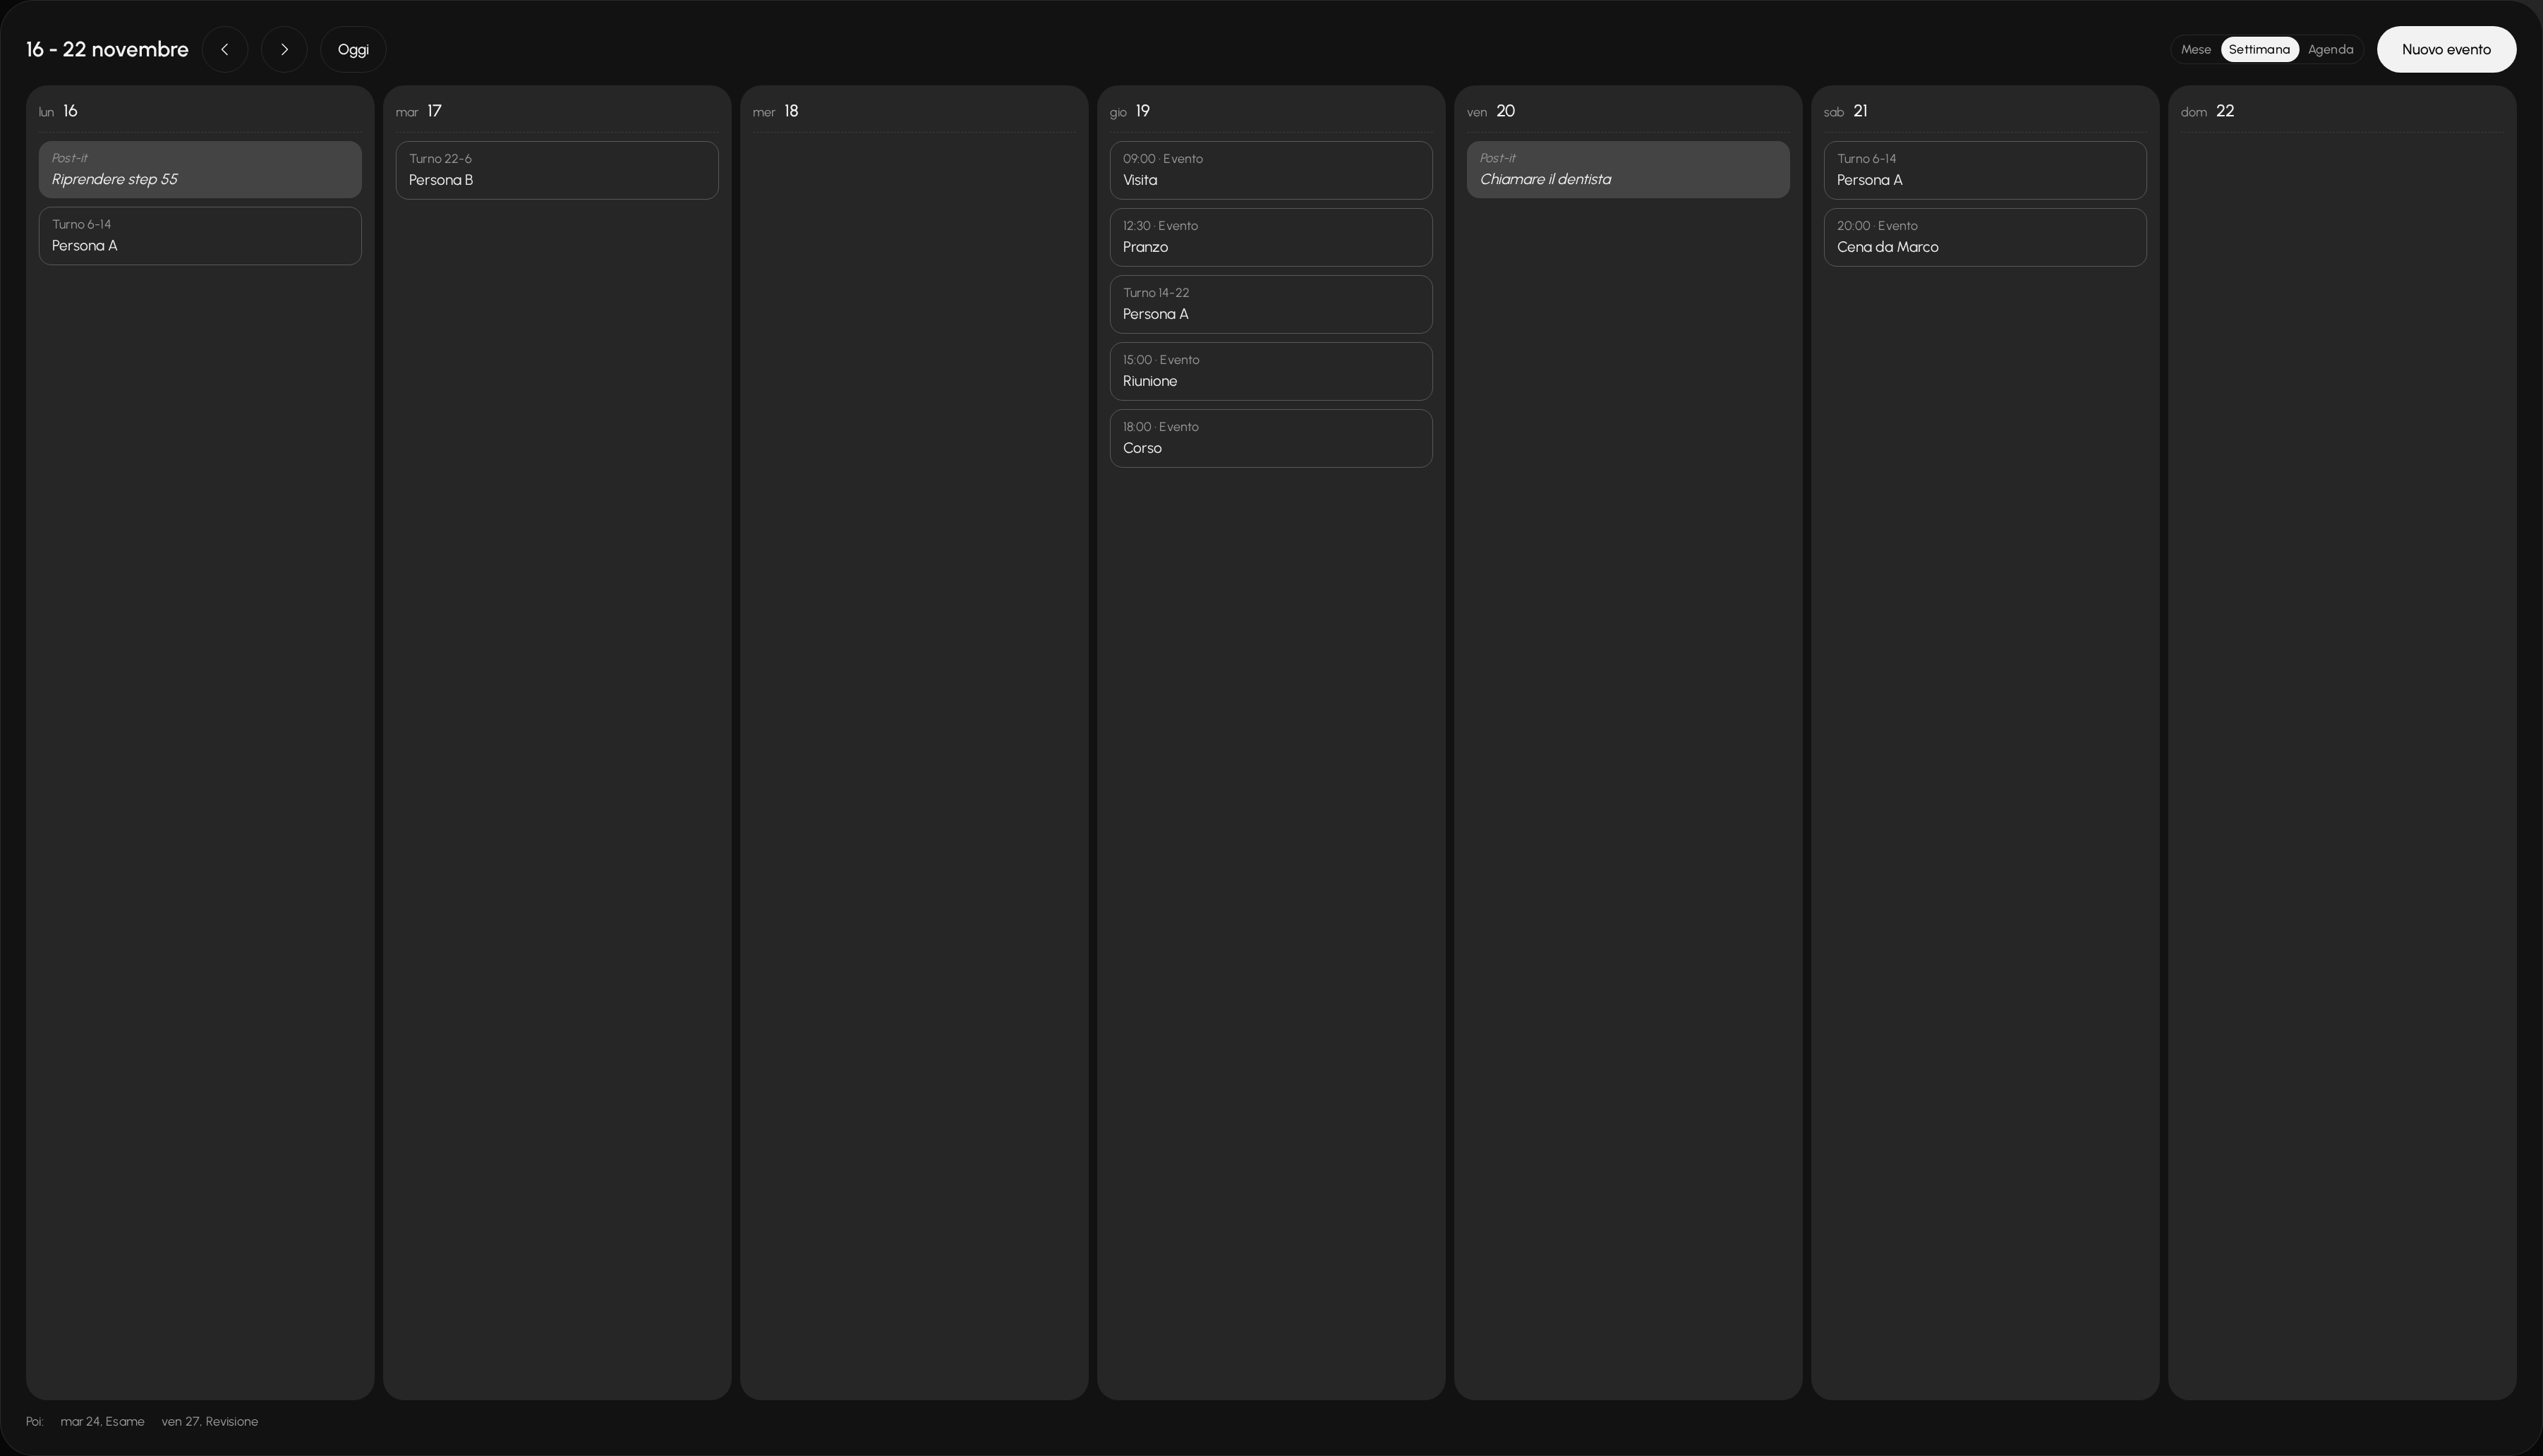 16 - 22 novembre
Oggi
Mese Settimana Agenda
Nuovo evento
lun 16
Post-it
Riprendere step 55
Turno 6-14
Persona A
mar 17
Turno 22-6
Persona B
mer 18
gio 19
09:00 · Evento
Visita
12:30 · Evento
Pranzo
Turno 14-22
Persona A
15:00 · Evento
Riunione
18:00 · Evento
Corso
ven 20
Post-it
Chiamare il dentista
sab 21
Turno 6-14
Persona A
20:00 · Evento
Cena da Marco
dom 22
Poi: mar 24, Esame ven 27, Revisione